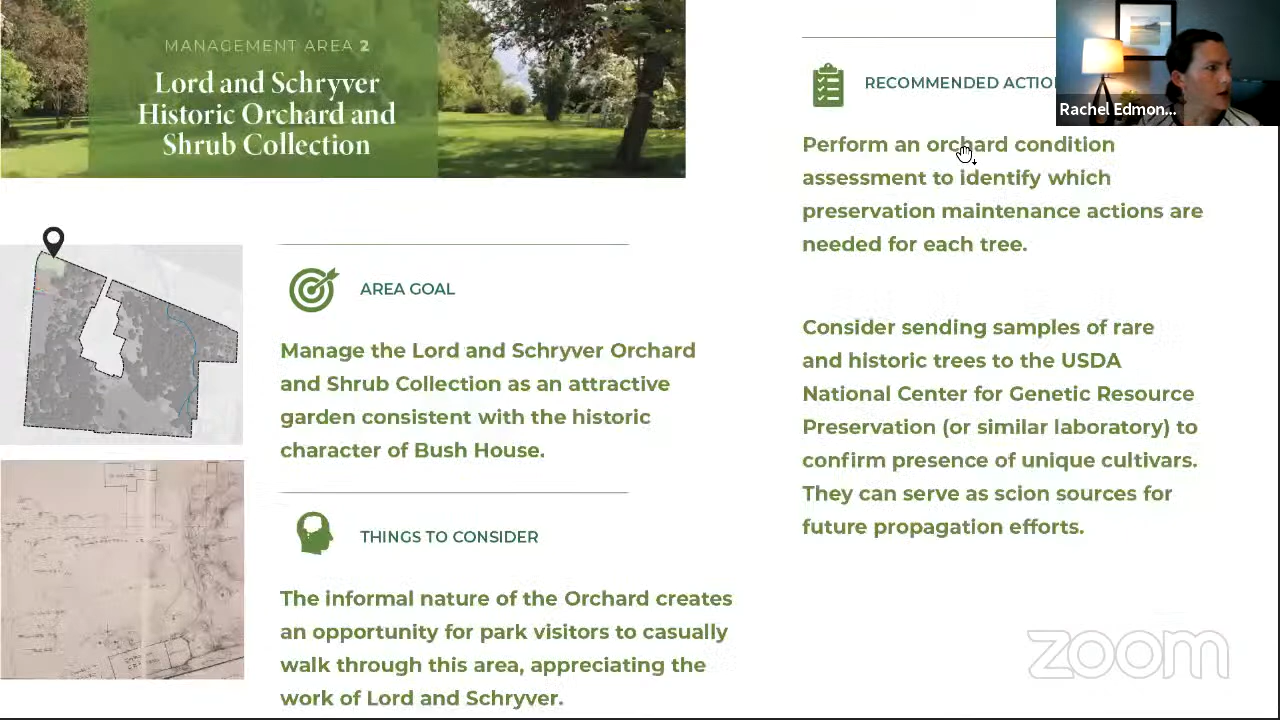 MANAGEMENT AREA 2
Lord and Schryver
Historic Orchard and
Shrub Collection
AREA GOAL
Manage the Lord and Schryver Orchard
and Shrub Collection as an attractive
garden consistent with the historic
character of Bush House.
THINGS TO CONSIDER
The informal nature of the Orchard creates
an opportunity for park visitors to casually
walk through this area, appreciating the
work of Lord and Schryver.
RECOMMENDED ACTIO
Perform an orchard condition
assessment to identify which
preservation maintenance actions are
needed for each tree.
Consider sending samples of rare
and historic trees to the USDA
National Center for Genetic Resource
Preservation (or similar laboratory) to
confirm presence of unique cultivars.
They can serve as scion sources for
future propagation efforts.
Rachel Edmon...
zoom